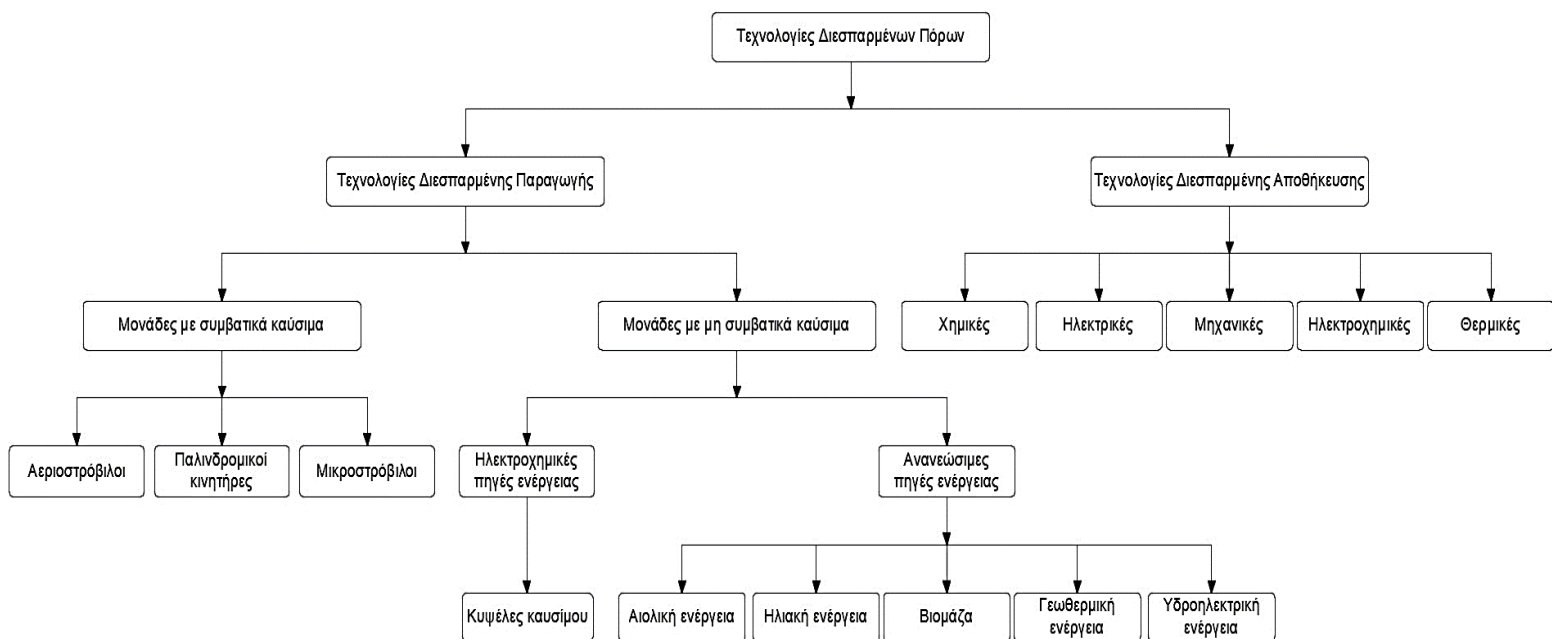 Τεχνολογίες Διεσπαρμένων Πόρων
Τεχνολογίες Διεσπαρμένης Παραγωγής
Τεχνολογίες Διεσπαρμένης Αποθήκευσης
Μονάδες με συμβατικά καύσιμα
Μονάδες με μη συμβατικά καύσιμα
Χημικές
Ηλεκτρικές
Μηχανικές
Ηλεκτροχημικές
Θερμικές
Αεριοστρόβιλοι
Παλινδρομικοί
κινητήρες
Μικροστρόβιλοι
Ηλεκτροχημικές
πηγές ενέργειας
Ανανεώσιμες
πηγές ενέργειας
Κυψέλες καυσίμου
Αιολική ενέργεια
Ηλιακή ενέργεια
Βιομάζα
Γεωθερμική
ενέργεια
Υδροηλεκτρική
ενέργεια